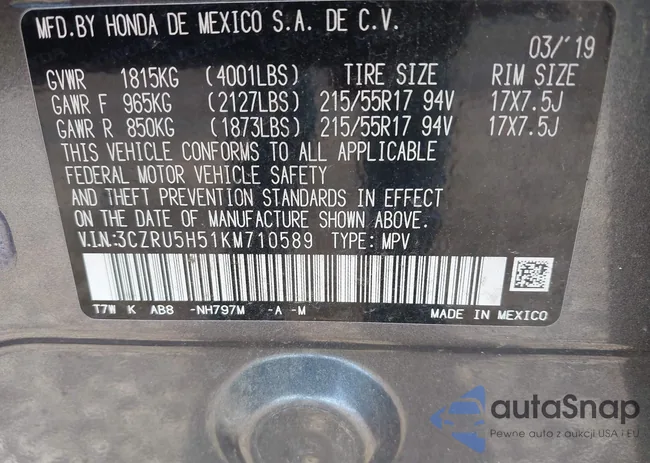 MFD.BY HONDA DE MEXICO S.A. DE C.V.
03/'19
GVWR 1815KG (4001LBS) TIRE SIZE RIM SIZE
GAWR F 965KG (2127LBS) 215/55R17 94V 17X7.5J
GAWR R 850KG (1873LBS) 215/55R17 94V 17X7.5J
THIS VEHICLE CONFORMS TO ALL APPLICABLE
FEDERAL MOTOR VEHICLE SAFETY
AND THEFT PREVENTION STANDARDS IN EFFECT
ON THE DATE OF MANUFACTURE SHOWN ABOVE.
V.I.N:3CZRU5H51KM710589 TYPE: MPV
T7W K AB8 -NH797M -A -M MADE IN MEXICO
autoSnap
Pewne auta z aukcji USA i EU